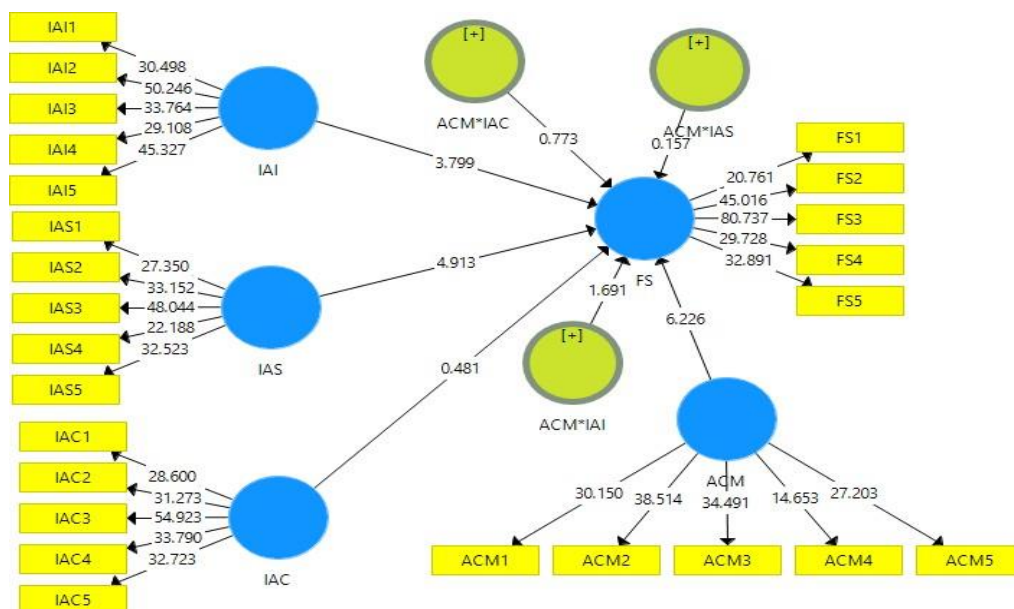 IAI1
IAI2
IAI3
IAI4
IAI5
30.498
50.246
33.764
29.108
45.327
IAI
IAS1
IAS2
IAS3
IAS4
IAS5
27.350
33.152
48.044
22.188
32.523
IAS
IAC1
IAC2
IAC3
IAC4
IAC5
28.600
31.273
54.923
33.790
32.723
IAC
[+]
ACM*IAC
0.773
[+]
ACM*IAS
0.157
3.799
4.913
0.481
[+]
ACM*IAI
1.691
FS
6.226
20.761
45.016
80.737
29.728
32.891
FS1
FS2
FS3
FS4
FS5
ACM
30.150
38.514
34.491
14.653
27.203
ACM1
ACM2
ACM3
ACM4
ACM5